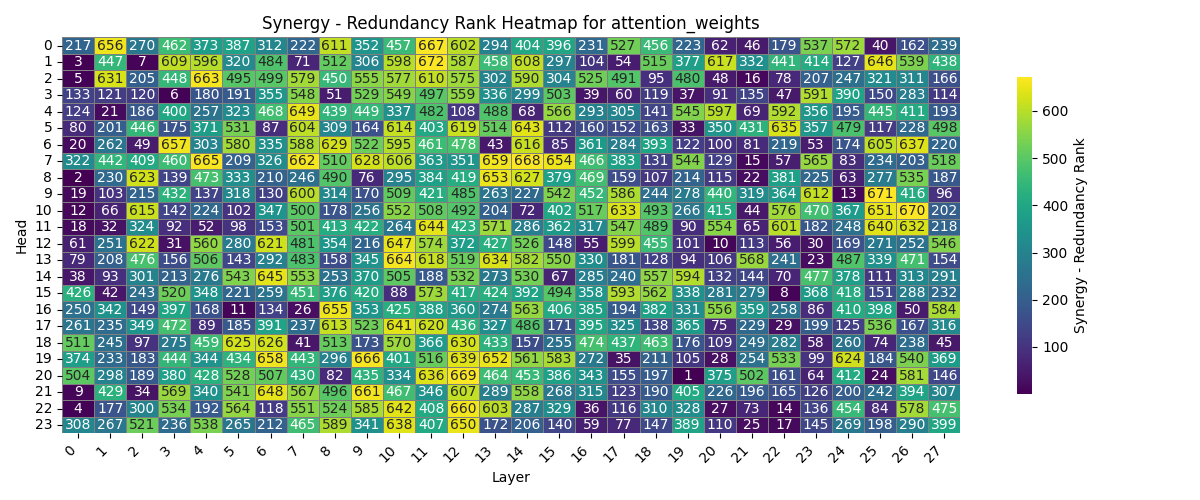 Synergy - Redundancy Rank Heatmap for attention_weights
0 217 656 270 462 373 387 312 222 611 352 457 667 602 294 404 396 231 527 456 223 62 46 179 537 572 40 162 239
1 3 447 7 609 596 320 484 71 512 306 598 672 587 458 608 297 104 54 515 377 617 332 441 414 127 646 539 438
2 5 631 205 448 663 495 499 579 450 555 577 610 575 302 590 304 525 491 95 480 48 16 78 207 247 321 311 166
3 133 121 120 6 180 191 355 548 51 529 549 497 559 336 299 503 39 60 119 37 91 135 47 591 390 150 283 114
4 124 21 186 400 257 323 468 649 439 449 337 482 108 488 68 566 293 305 141 545 597 69 592 356 195 445 411 193
5 80 201 446 175 371 531 87 604 309 164 614 403 619 514 643 112 160 152 163 33 350 431 635 357 479 117 228 498
6 20 262 49 657 303 580 335 588 629 522 595 461 478 43 616 85 361 284 393 122 100 81 219 53 174 605 637 220
7 322 442 409 460 665 209 326 662 510 628 606 363 351 659 668 654 466 383 131 544 129 15 57 565 83 234 203 518
8 2 230 623 139 473 333 210 246 490 76 295 384 419 653 627 379 469 159 107 214 115 22 381 225 63 277 535 187
9 19 103 215 432 137 318 130 600 314 170 509 421 485 263 227 542 452 586 244 278 440 319 364 612 13 671 416 96
10 12 66 615 142 224 102 347 500 178 256 552 508 492 204 72 402 517 633 493 266 415 44 576 470 367 651 670 202
11 18 32 324 92 52 98 153 501 413 422 264 644 423 571 286 362 317 547 489 90 554 65 601 182 248 640 632 218
12 61 251 622 31 560 280 621 481 354 216 647 574 372 427 526 148 55 599 455 101 10 113 56 30 169 271 252 546
13 79 208 476 156 506 143 292 483 158 345 664 618 519 634 582 550 330 181 128 94 106 568 241 23 487 339 471 154
14 38 93 301 213 276 543 645 553 253 370 505 188 532 273 530 67 285 240 557 594 132 144 70 477 378 111 313 291
15 426 42 243 520 348 221 259 451 376 420 88 573 417 424 392 494 358 593 562 338 281 279 8 368 418 151 288 232
16 250 342 149 397 168 11 134 26 655 353 425 388 360 274 563 406 385 194 382 331 556 359 258 86 410 398 50 584
17 261 235 349 472 89 185 391 237 613 523 641 620 436 327 486 171 395 325 138 365 75 229 29 199 125 536 167 316
18 511 245 97 275 459 625 626 41 513 173 570 366 630 433 157 255 474 437 463 176 109 249 282 58 260 74 238 45
19 374 233 183 444 344 434 658 443 296 666 401 516 639 652 561 583 272 35 211 105 28 254 533 99 624 184 540 369
20 504 298 189 380 428 528 507 430 82 435 334 636 669 464 453 386 343 155 197 1 375 502 161 64 412 24 581 146
21 9 429 34 569 340 541 648 567 496 661 467 346 607 289 558 268 315 123 190 405 226 196 165 126 200 242 394 307
22 4 177 300 534 192 564 118 551 524 585 642 408 660 603 287 329 36 116 310 328 27 73 14 136 454 84 578 475
23 308 267 521 236 538 265 212 465 589 341 638 407 650 172 206 140 59 77 147 389 110 25 17 145 269 198 290 399
0 1 2 3 4 5 6 7 8 9 10 11 12 13 14 15 16 17 18 19 20 21 22 23 24 25 26 27
Layer
Head
600
500
400
300
200
100
Synergy - Redundancy Rank